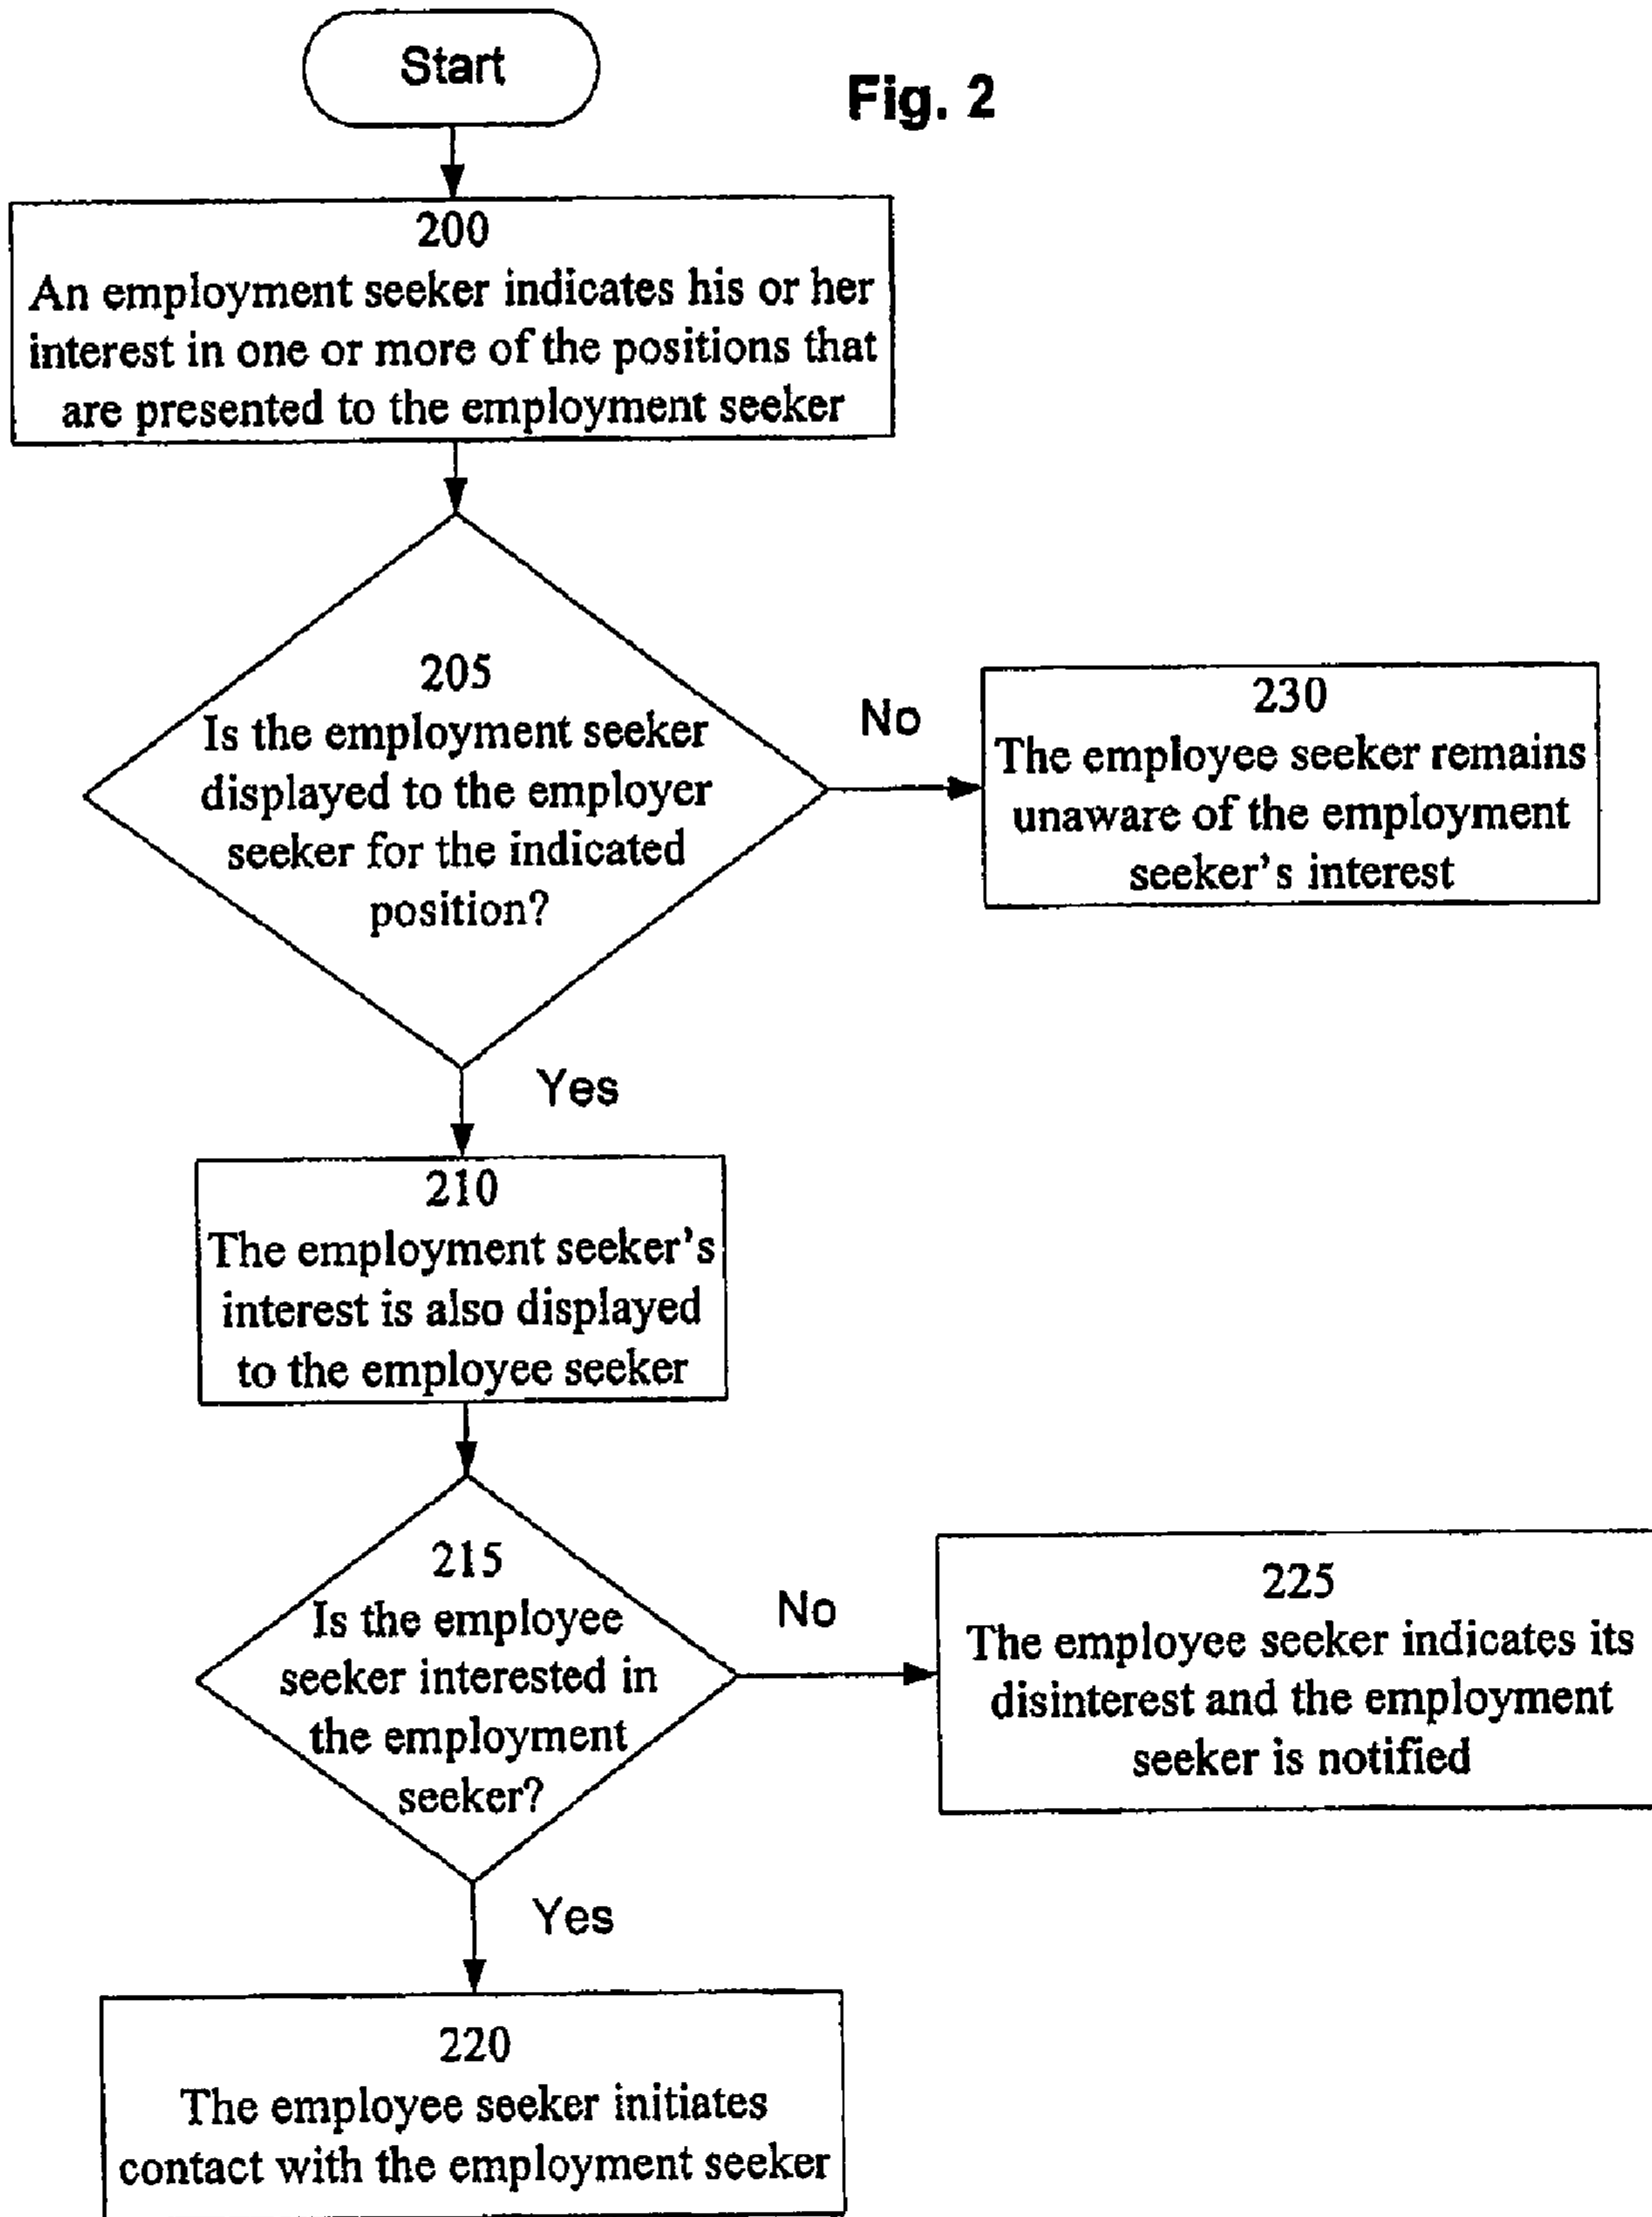 Start
Fig. 2
200
An employment seeker indicates his or her
interest in one or more of the positions that
are presented to the employment seeker
205
Is the employment seeker
displayed to the employer
seeker for the indicated
position?
No
230
The employee seeker remains
unaware of the employment
seeker's interest
Yes
210
The employment seeker's
interest is also displayed
to the employee seeker
215
Is the employee
seeker interested in
the employment
seeker?
No
225
The employee seeker indicates its
disinterest and the employment
seeker is notified
Yes
220
The employee seeker initiates
contact with the employment seeker